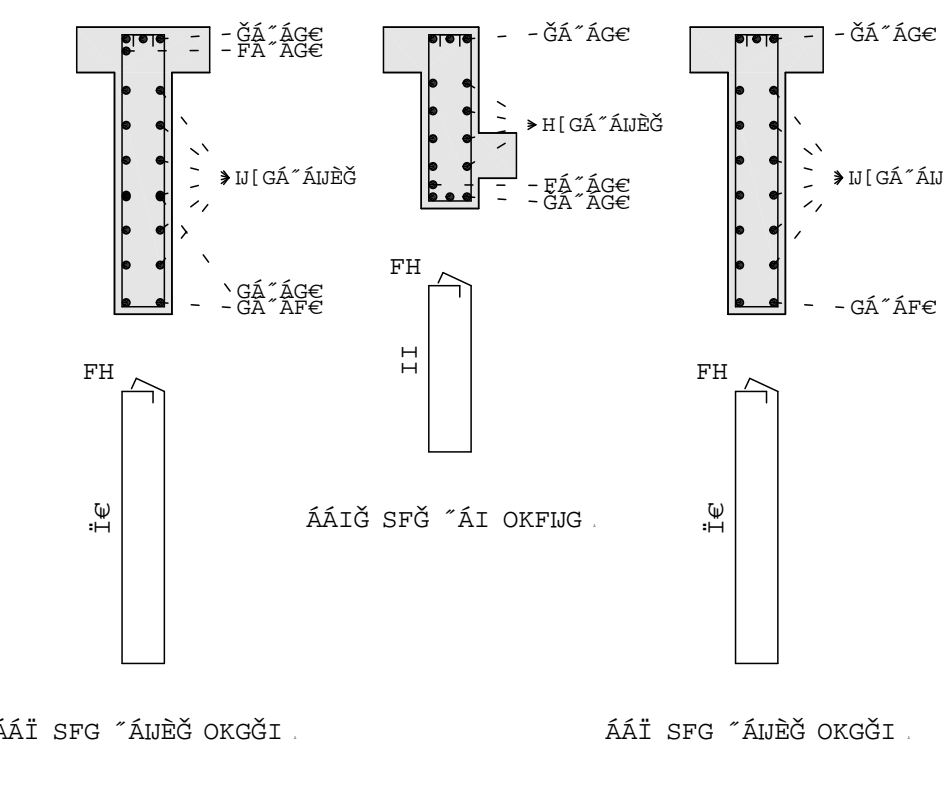 ĞÁ˝ÁG€
FÁ˝ÁG€
IJ[GÁ˝ÁIJÈĞ
GÁ˝ÁG€
GÁ˝ÁF€
ĞÁ˝ÁG€
H[GÁ˝ÁIJÈĞ
FÁ˝ÁG€
ĞÁ˝ÁG€
ĞÁ˝ÁG€
IJ[GÁ˝ÁIJ
GÁ˝ÁF€
FH
II
FH
Ï€
FH
Ï€
ÁÁIĞ SFĞ ˝ÁI OKFIJG
ÁÁÏ SFG ˝ÁIJÈĞ OKGĞI
ÁÁÏ SFG ˝ÁIJÈĞ OKGĞI